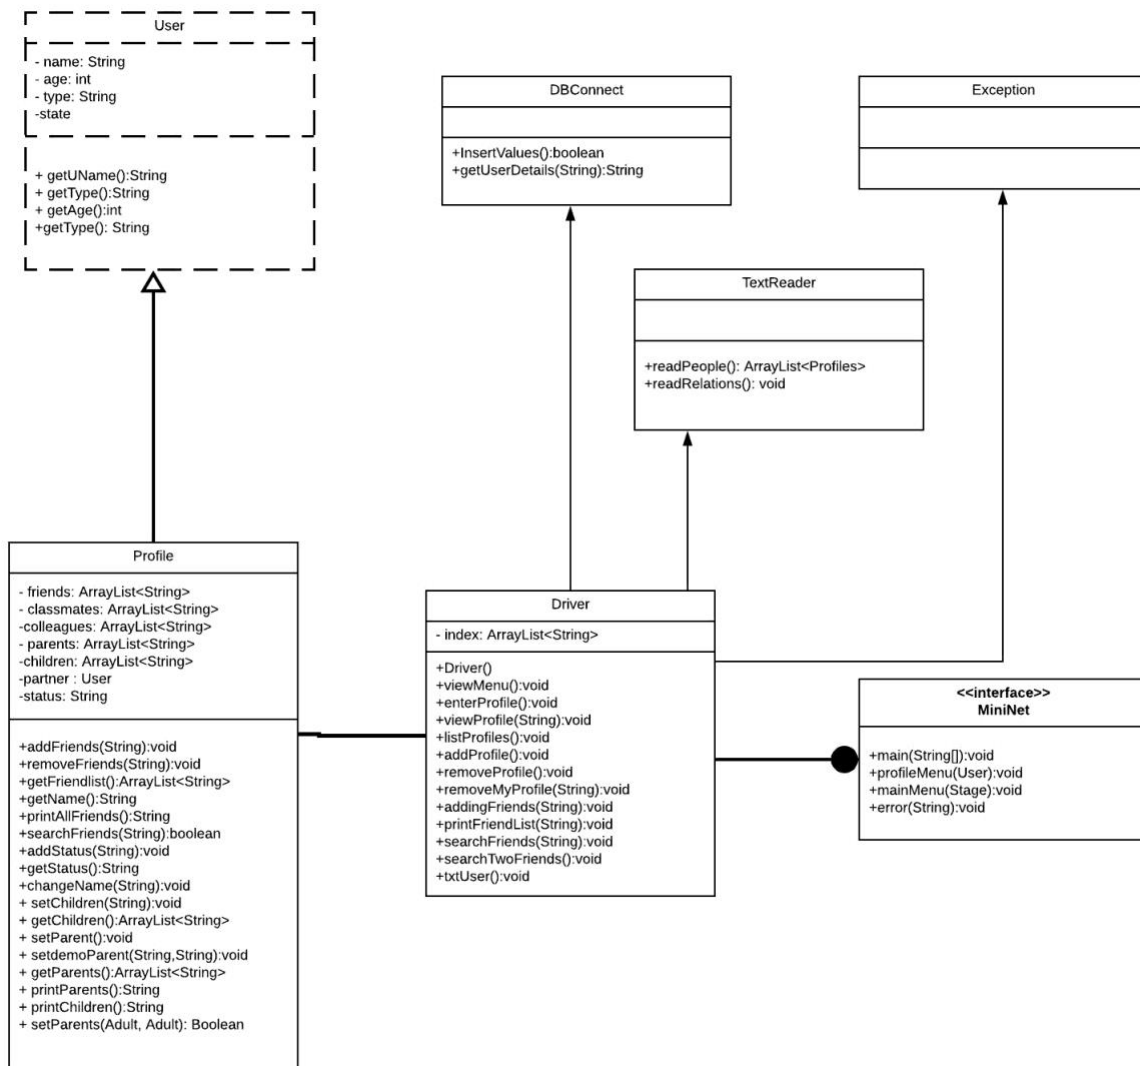 User
- name: String
- age: int
- type: String
-state
+ getUName():String
+ getType():String
+ getAge():int
+getType(): String
DBConnect
+InsertValues():boolean
+getUserDetails(String):String
Exception
TextReader
+readPeople(): ArrayList<Profiles>
+readRelations(): void
Profile
- friends: ArrayList<String>
- classmates: ArrayList<String>
-colleagues: ArrayList<String>
- parents: ArrayList<String>
-children: ArrayList<String>
-partner : User
-status: String
+addFriends(String):void
+removeFriends(String):void
+getFriendlist():ArrayList<String>
+getName():String
+printAllFriends():String
+searchFriends(String):boolean
+addStatus(String):void
+getStatus():String
+changeName(String):void
+ setChildren(String):void
+ getChildren():ArrayList<String>
+ setParent():void
+ setdemoParent(String,String):void
+ getParents():ArrayList<String>
+ printParents():String
+ printChildren():String
+ setParents(Adult, Adult): Boolean
Driver
- index: ArrayList<String>
+Driver()
+viewMenu():void
+enterProfile():void
+viewProfile(String):void
+listProfiles():void
+addProfile():void
+removeProfile():void
+removeMyProfile(String):void
+addingFriends(String):void
+printFriendList(String):void
+searchFriends(String):void
+searchTwoFriends():void
+txtUser():void
<<interface>>
MiniNet
+main(String[]):void
+profileMenu(User):void
+mainMenu(Stage):void
+error(String):void